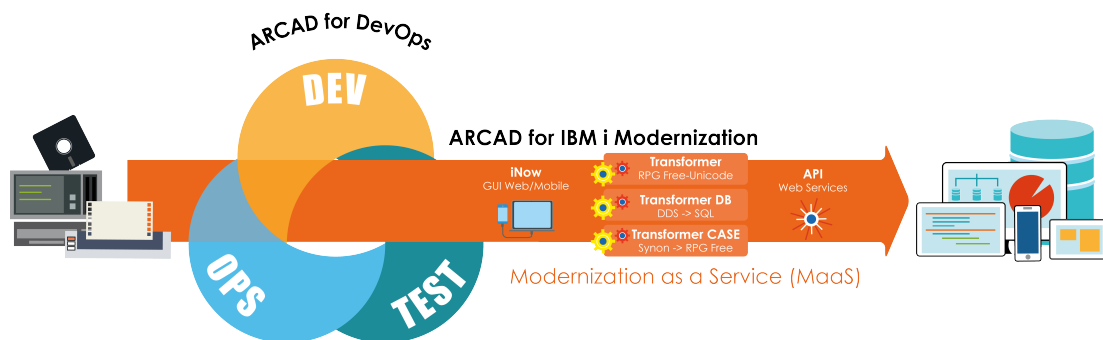 ARCAD for DevOps
DEV
OPS
TEST
ARCAD for IBM i Modernization
iNow
GUI Web/Mobile
Transformer
RPG Free-Unicode
Transformer DB
DDS -> SQL
Transformer CASE
Synon -> RPG Free
API
Web Services
Modernization as a Service (MaaS)